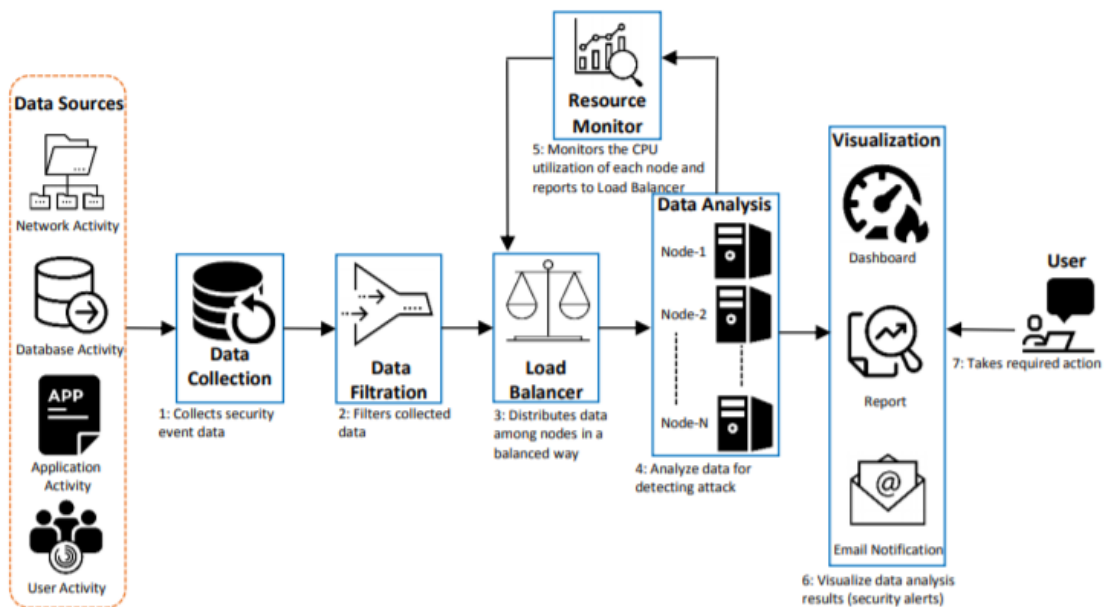 Data Sources
Network Activity
Database Activity
APP
Application
Activity
User Activity
Data
Collection
1: Collects security
event data
Data
Filtration
2: Filters collected
data
Load
Balancer
3: Distributes data
among nodes in a
balanced way
Resource
Monitor
5: Monitors the CPU
utilization of each node and
reports to Load Balancer
Data Analysis
Node-1
Node-2
Node-N
4: Analyze data for
detecting attack
Visualization
Dashboard
Report
@
Email Notification
6: Visualize data analysis
results (security alerts)
User
7: Takes required action